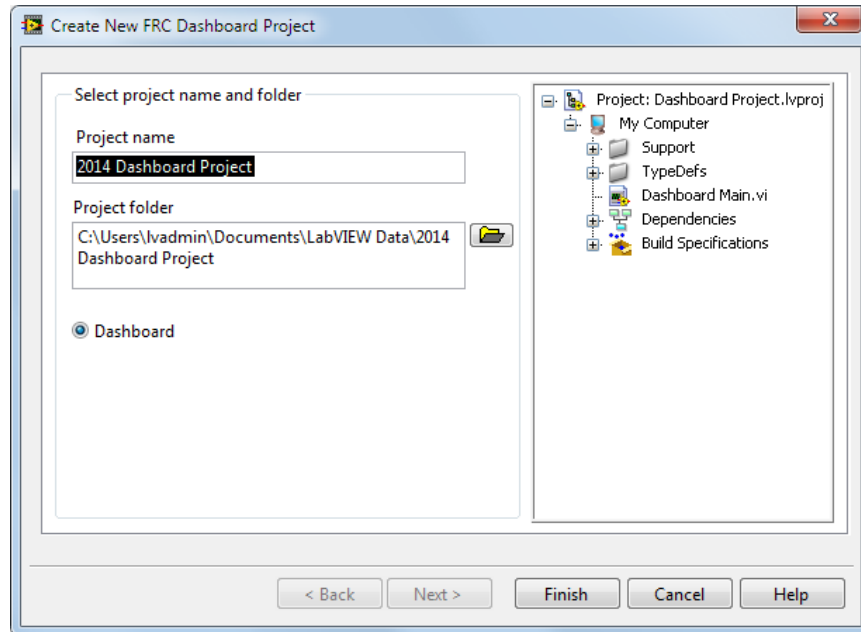 Create New FRC Dashboard Project
Select project name and folder
Project name
2014 Dashboard Project
Project folder
C:\Users\lvadmin\Documents\LabVIEW Data\2014
Dashboard Project
Dashboard
Project: Dashboard Project.lvproj
My Computer
Support
TypeDefs
Dashboard Main.vi
Dependencies
Build Specifications
< Back Next > Finish Cancel Help